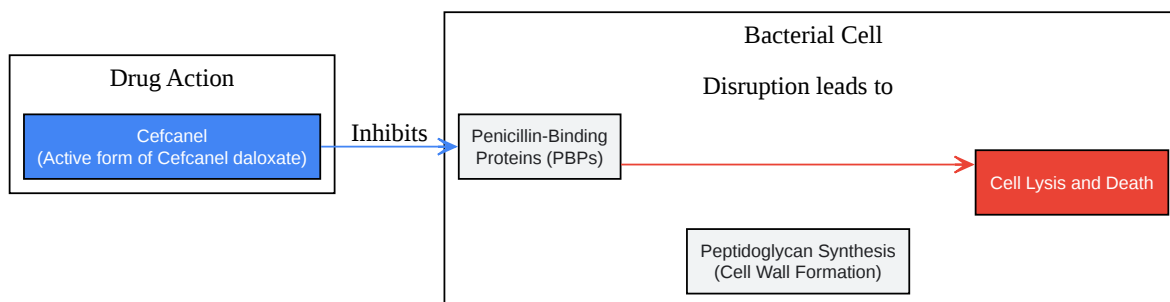 Bacterial Cell
Drug Action
Disruption leads to
Cefcanel
(Active form of Cefcanel daloxate)
Inhibits
Penicillin-Binding
Proteins (PBPs)
Cell Lysis and Death
Peptidoglycan Synthesis
(Cell Wall Formation)